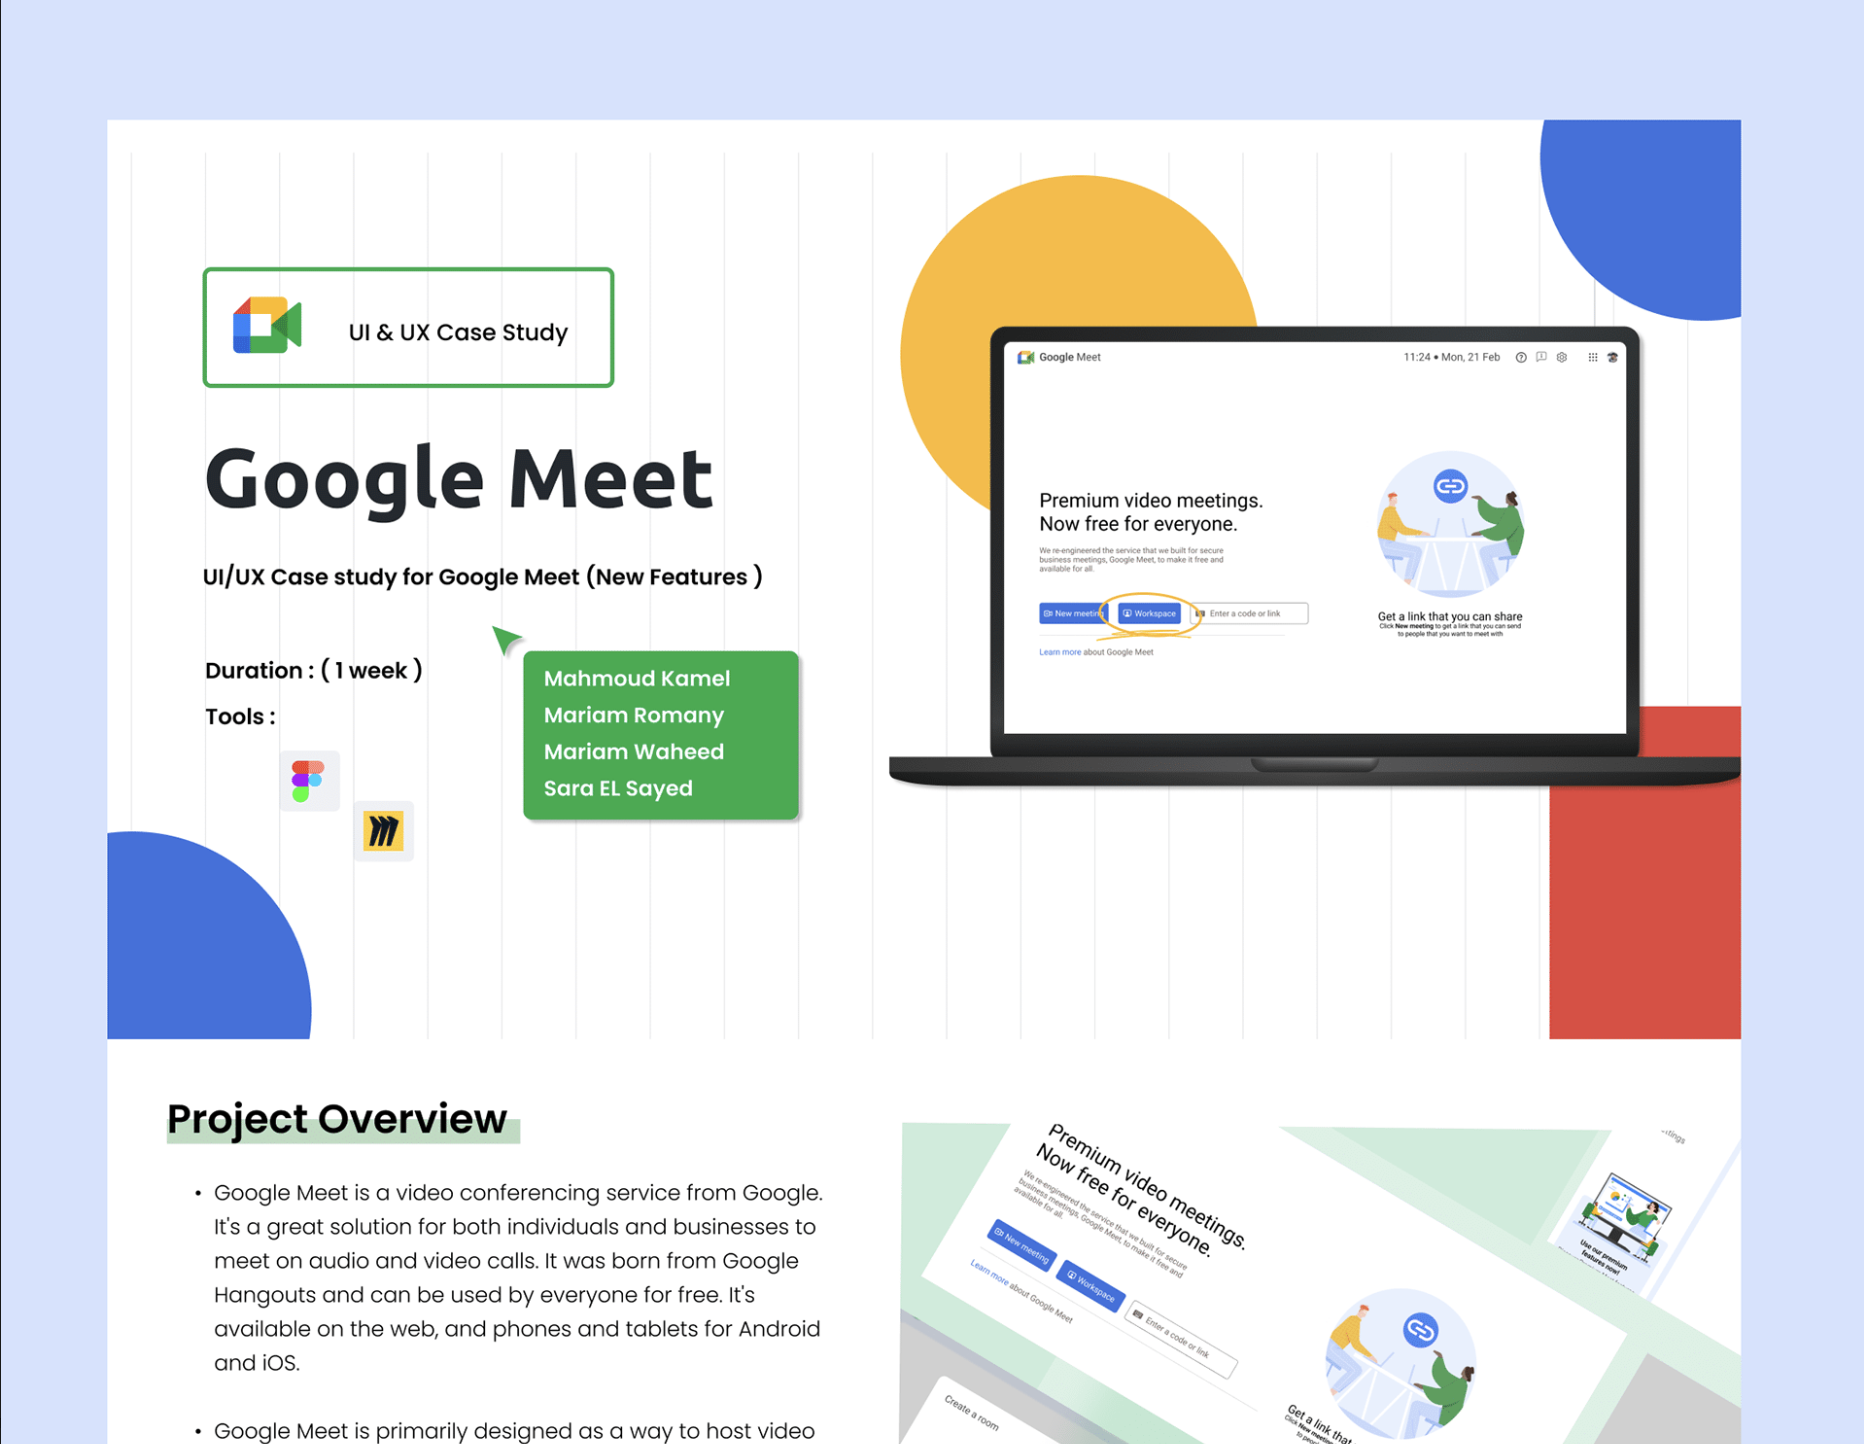 UI & UX Case Study
Google Meet
UI/UX Case study for Google Meet (New Features )
Duration : ( 1 week )
Tools :
Mahmoud Kamel
Mariam Romany
Mariam Waheed
Sara EL Sayed
Google Meet
11:24 • Mon, 21 Feb
Premium video meetings.
Now free for everyone.
We re-engineered the service that we built for secure
business meetings, Google Meet, to make it free and
available for all.
New meeting
Workspace
Enter a code or link
Learn more about Google Meet
Get a link that you can share
Click New meeting to get a link that you can send
to people that you want to meet with
Project Overview
• Google Meet is a video conferencing service from Google.
It's a great solution for both individuals and businesses to
meet on audio and video calls. It was born from Google
Hangouts and can be used by everyone for free. It's
available on the web, and phones and tablets for Android
and iOS.
• Google Meet is primarily designed as a way to host video
Premium video meetings.
Now free for everyone.
We re-engineered the service that we built for secure
business meetings, Google Meet, to make it free and
available for all.
New meeting
Workspace
Enter a code or link
Learn more about Google Meet
Get a link that
Click New meeting
Create a room
Use our premium
features now!